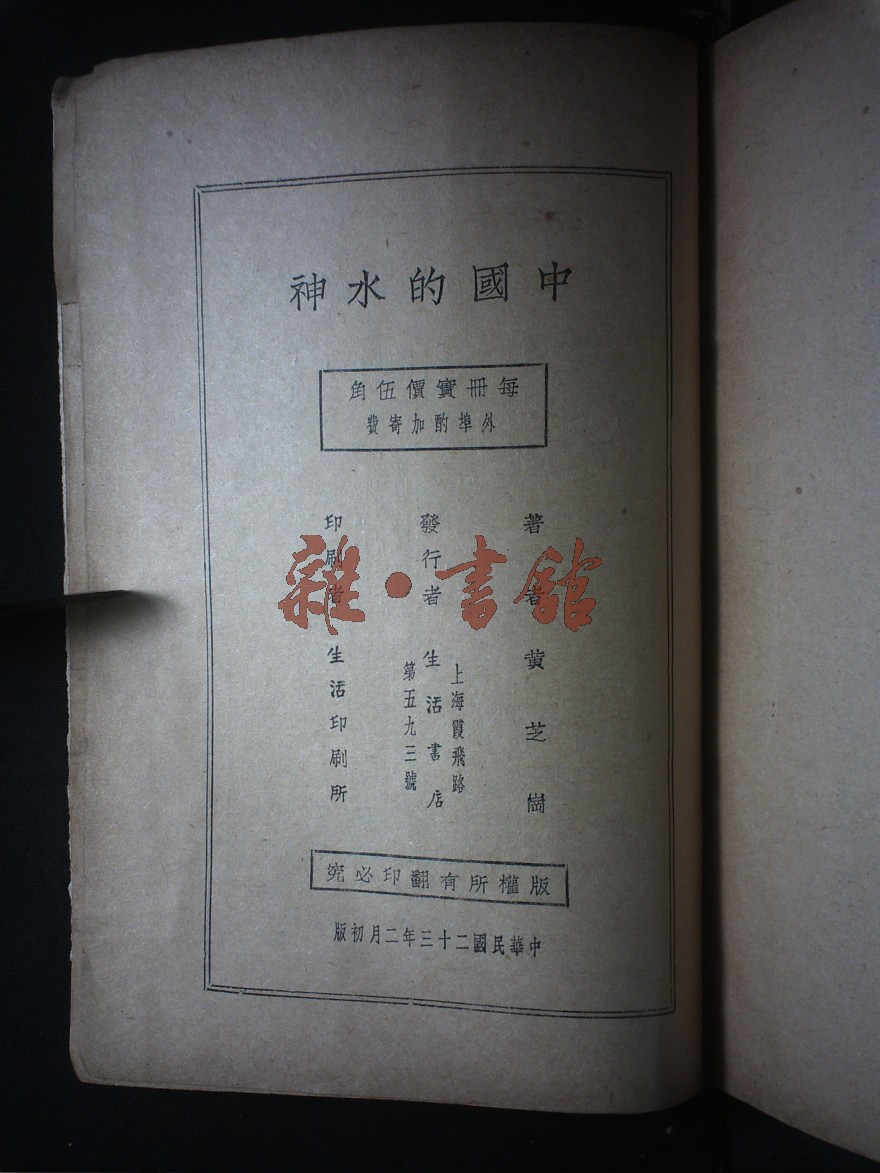 中國的水神
每冊實價伍角
外埠酌加寄費
著者 黃芝崗
發行者 生活書店
上海霞飛路
第五九三號
印刷者 生活印刷所
版權所有翻印必究
中華民國二十三年二月初版
雜·書館